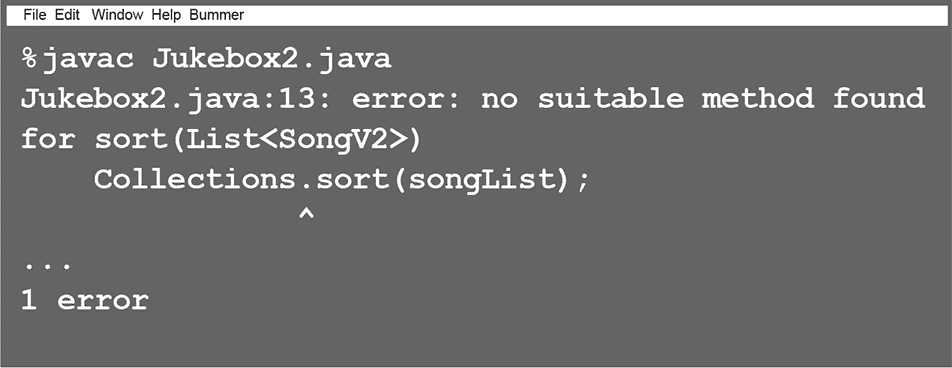 File Edit Window Help Bummer
%javac Jukebox2.java
Jukebox2.java:13: error: no suitable method found
for sort(List<SongV2>)
    Collections.sort(songList);
               ^
...
1 error